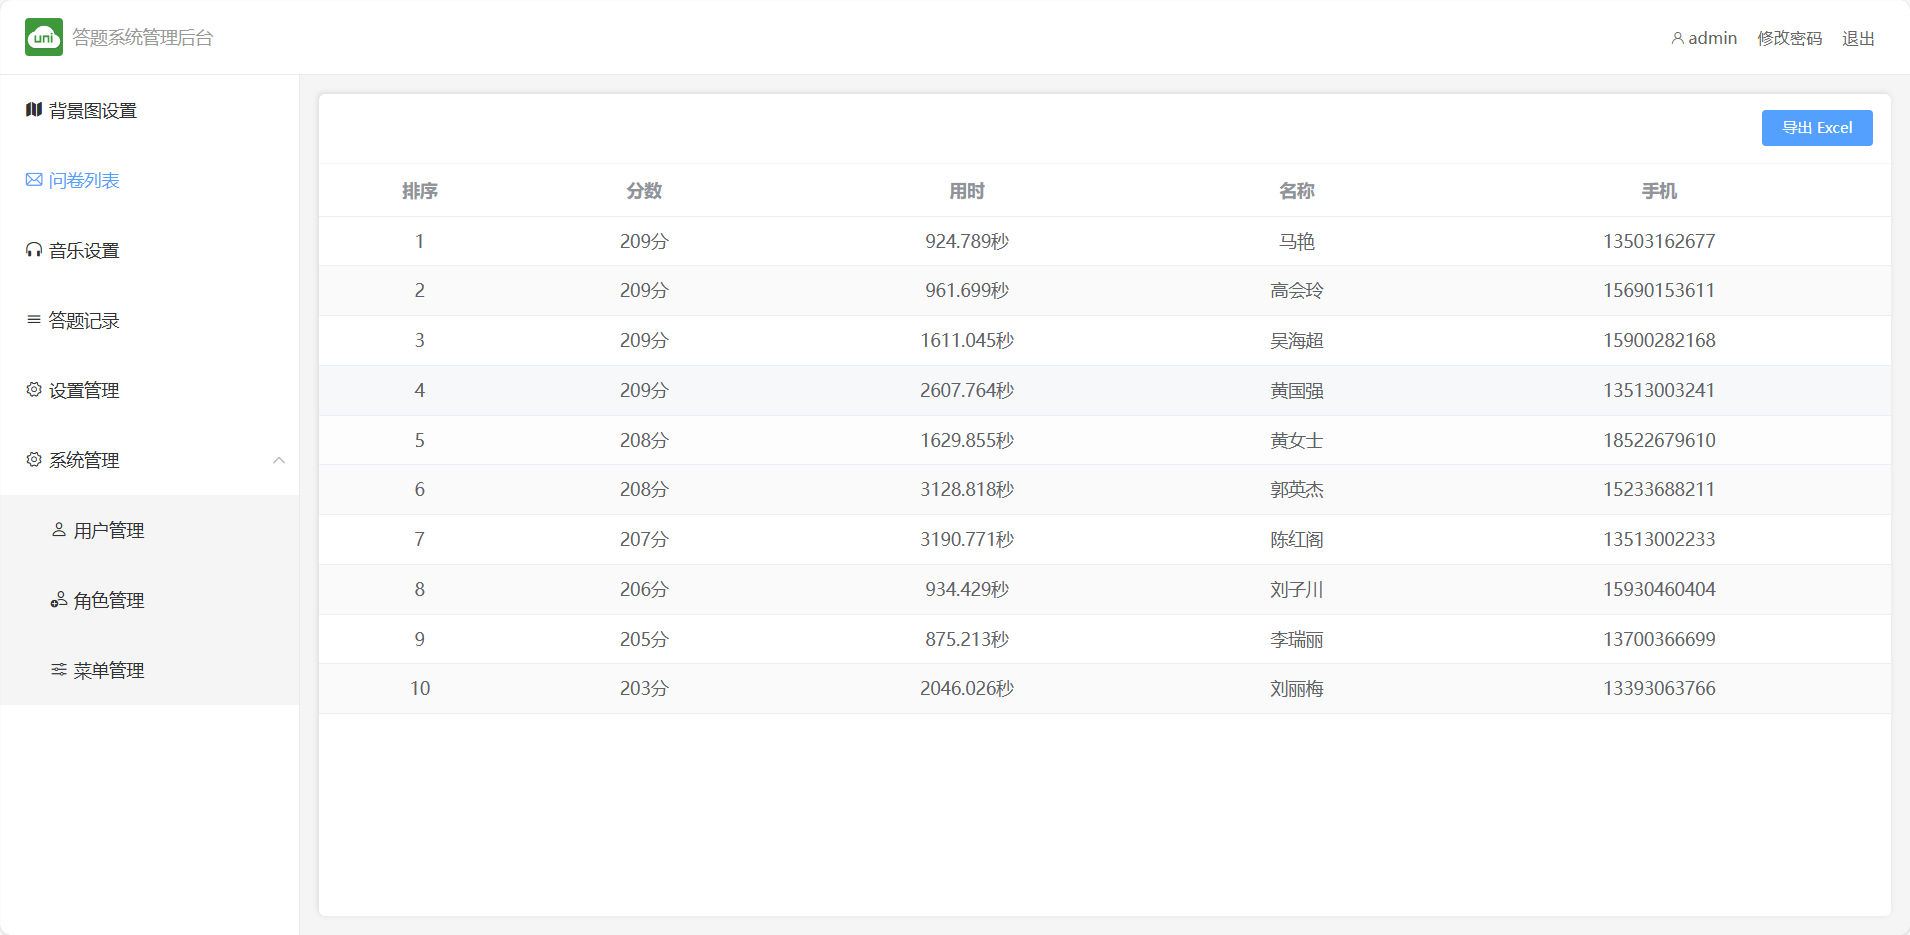 uni 答题系统管理后台
admin 修改密码 退出
背景图设置
问卷列表
音乐设置
答题记录
设置管理
系统管理
用户管理
角色管理
菜单管理
导出 Excel
排序 分数 用时 名称 手机
1 209分 924.789秒 马艳 13503162677
2 209分 961.699秒 高会玲 15690153611
3 209分 1611.045秒 吴海超 15900282168
4 209分 2607.764秒 黄国强 13513003241
5 208分 1629.855秒 黄女士 18522679610
6 208分 3128.818秒 郭英杰 15233688211
7 207分 3190.771秒 陈红阁 13513002233
8 206分 934.429秒 刘子川 15930460404
9 205分 875.213秒 李瑞丽 13700366699
10 203分 2046.026秒 刘丽梅 13393063766